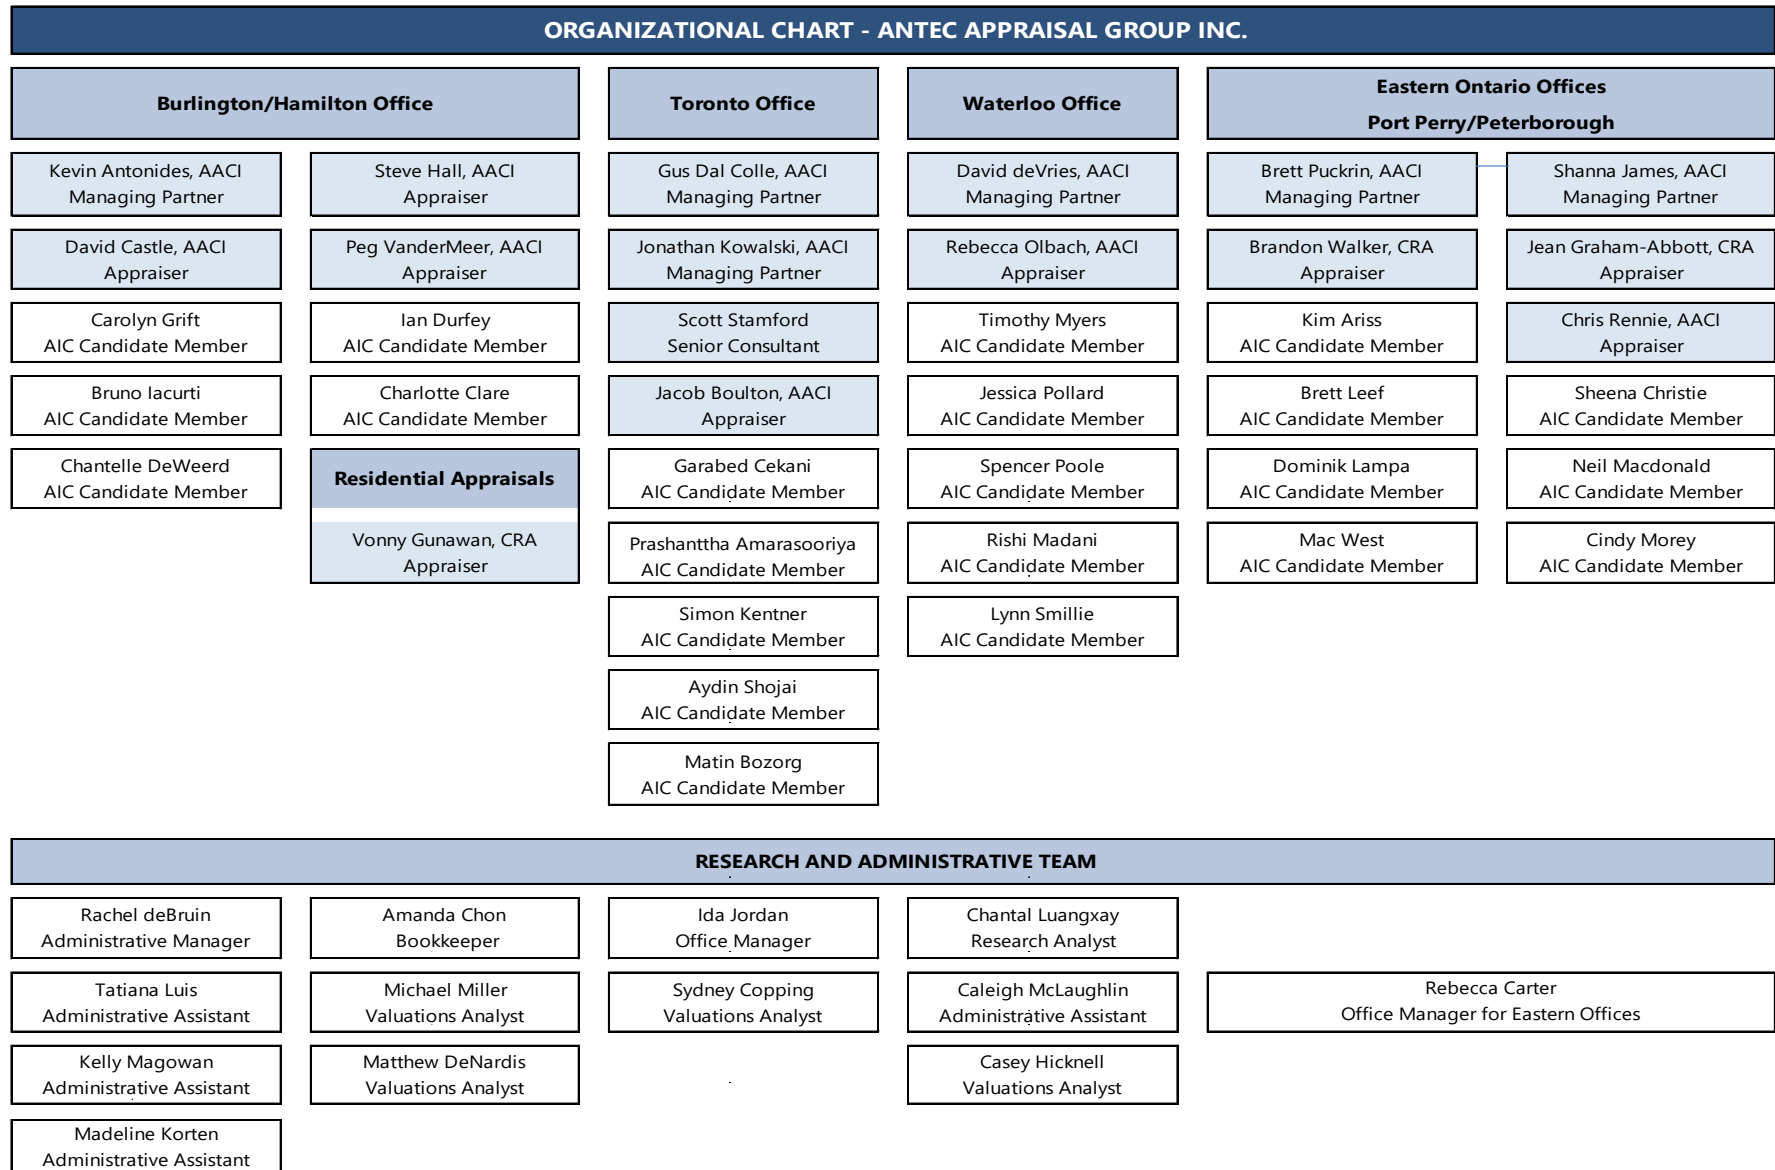 ORGANIZATIONAL CHART - ANTEC APPRAISAL GROUP INC.
Burlington/Hamilton Office
Toronto Office
Waterloo Office
Eastern Ontario Offices
Port Perry/Peterborough
Kevin Antonides, AACI
Managing Partner
Steve Hall, AACI
Appraiser
Gus Dal Colle, AACI
Managing Partner
David deVries, AACI
Managing Partner
Brett Puckrin, AACI
Managing Partner
Shanna James, AACI
Managing Partner
David Castle, AACI
Appraiser
Peg VanderMeer, AACI
Appraiser
Jonathan Kowalski, AACI
Managing Partner
Rebecca Olbach, AACI
Appraiser
Brandon Walker, CRA
Appraiser
Jean Graham-Abbott, CRA
Appraiser
Carolyn Grift
AIC Candidate Member
Ian Durfey
AIC Candidate Member
Scott Stamford
Senior Consultant
Timothy Myers
AIC Candidate Member
Kim Ariss
AIC Candidate Member
Chris Rennie, AACI
Appraiser
Bruno Iacurti
AIC Candidate Member
Charlotte Clare
AIC Candidate Member
Jacob Boulton, AACI
Appraiser
Jessica Pollard
AIC Candidate Member
Brett Leef
AIC Candidate Member
Sheena Christie
AIC Candidate Member
Chantelle DeWeerd
AIC Candidate Member
Residential Appraisals
Garabed Cekani
AIC Candidate Member
Spencer Poole
AIC Candidate Member
Dominik Lampa
AIC Candidate Member
Neil Macdonald
AIC Candidate Member
Vonny Gunawan, CRA
Appraiser
Prashanttha Amarasooriya
AIC Candidate Member
Rishi Madani
AIC Candidate Member
Mac West
AIC Candidate Member
Cindy Morey
AIC Candidate Member
Simon Kentner
AIC Candidate Member
Lynn Smillie
AIC Candidate Member
Aydin Shojai
AIC Candidate Member
Matin Bozorg
AIC Candidate Member
RESEARCH AND ADMINISTRATIVE TEAM
Rachel deBruin
Administrative Manager
Amanda Chon
Bookkeeper
Ida Jordan
Office Manager
Chantal Luangxay
Research Analyst
Tatiana Luis
Administrative Assistant
Michael Miller
Valuations Analyst
Sydney Copping
Valuations Analyst
Caleigh McLaughlin
Administrative Assistant
Rebecca Carter
Office Manager for Eastern Offices
Kelly Magowan
Administrative Assistant
Matthew DeNardis
Valuations Analyst
Casey Hicknell
Valuations Analyst
Madeline Korten
Administrative Assistant